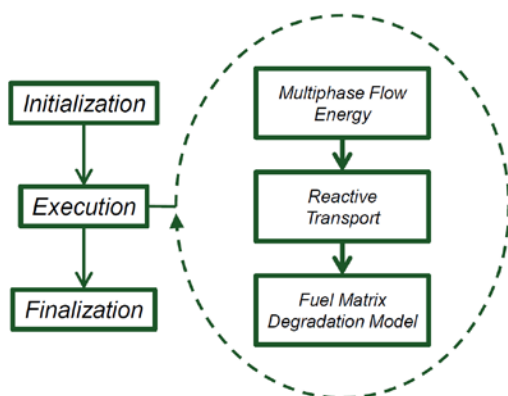 Initialization
Execution
Finalization
Multiphase Flow
Energy
Reactive
Transport
Fuel Matrix
Degradation Model